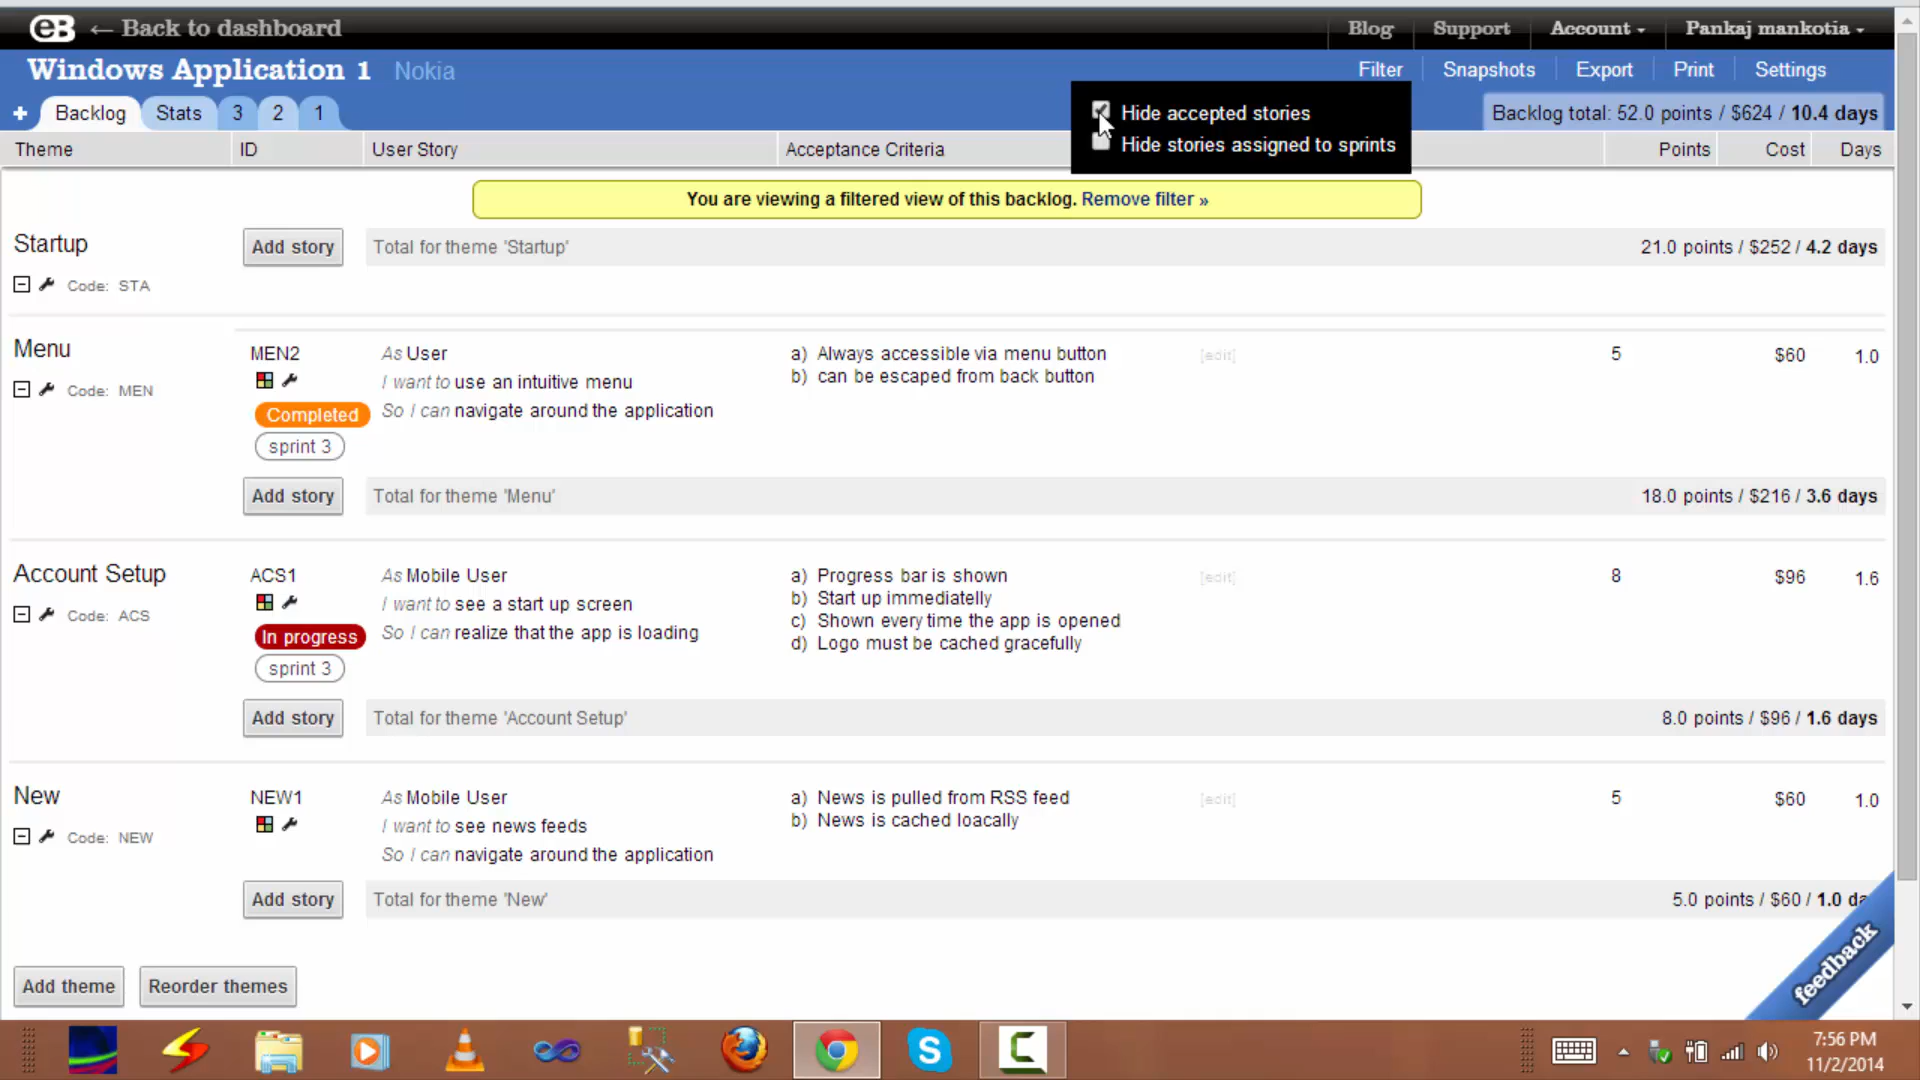 eB ← Back to dashboard Blog Support Account Pankaj mankotia
Windows Application 1 Nokia Filter Snapshots Export Print Settings
+ Backlog Stats 3 2 1 Backlog total: 52.0 points / $624 / 10.4 days
Hide accepted stories
Hide stories assigned to sprints
Theme ID User Story Acceptance Criteria Points Cost Days
You are viewing a filtered view of this backlog. Remove filter »
Startup Add story Total for theme 'Startup' 21.0 points / $252 / 4.2 days
Code: STA
Menu MEN2 As User a) Always accessible via menu button [edit] 5 $60 1.0
I want to use an intuitive menu b) can be escaped from back button
Code: MEN
Completed So I can navigate around the application
sprint 3
Add story Total for theme 'Menu' 18.0 points / $216 / 3.6 days
Account Setup ACS1 As Mobile User a) Progress bar is shown [edit] 8 $96 1.6
I want to see a start up screen b) Start up immediatelly
Code: ACS c) Shown every time the app is opened
In progress So I can realize that the app is loading d) Logo must be cached gracefully
sprint 3
Add story Total for theme 'Account Setup' 8.0 points / $96 / 1.6 days
New NEW1 As Mobile User a) News is pulled from RSS feed [edit] 5 $60 1.0
I want to see news feeds b) News is cached loacally
Code: NEW
So I can navigate around the application
Add story Total for theme 'New' 5.0 points / $60 / 1.0
feedback
Add theme Reorder themes
7:56 PM
11/2/2014